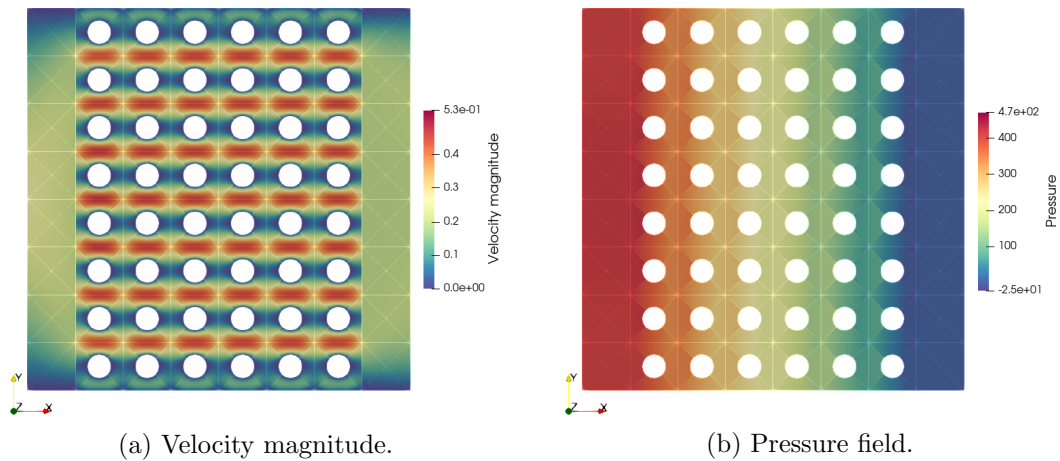 5.3e-01
0.4
0.3
0.2
0.1
0.0e+00
Velocity magnitude
Y
Z X
(a) Velocity magnitude.
4.7e+02
400
300
200
100
-2.5e+01
Pressure
Y
Z X
(b) Pressure field.